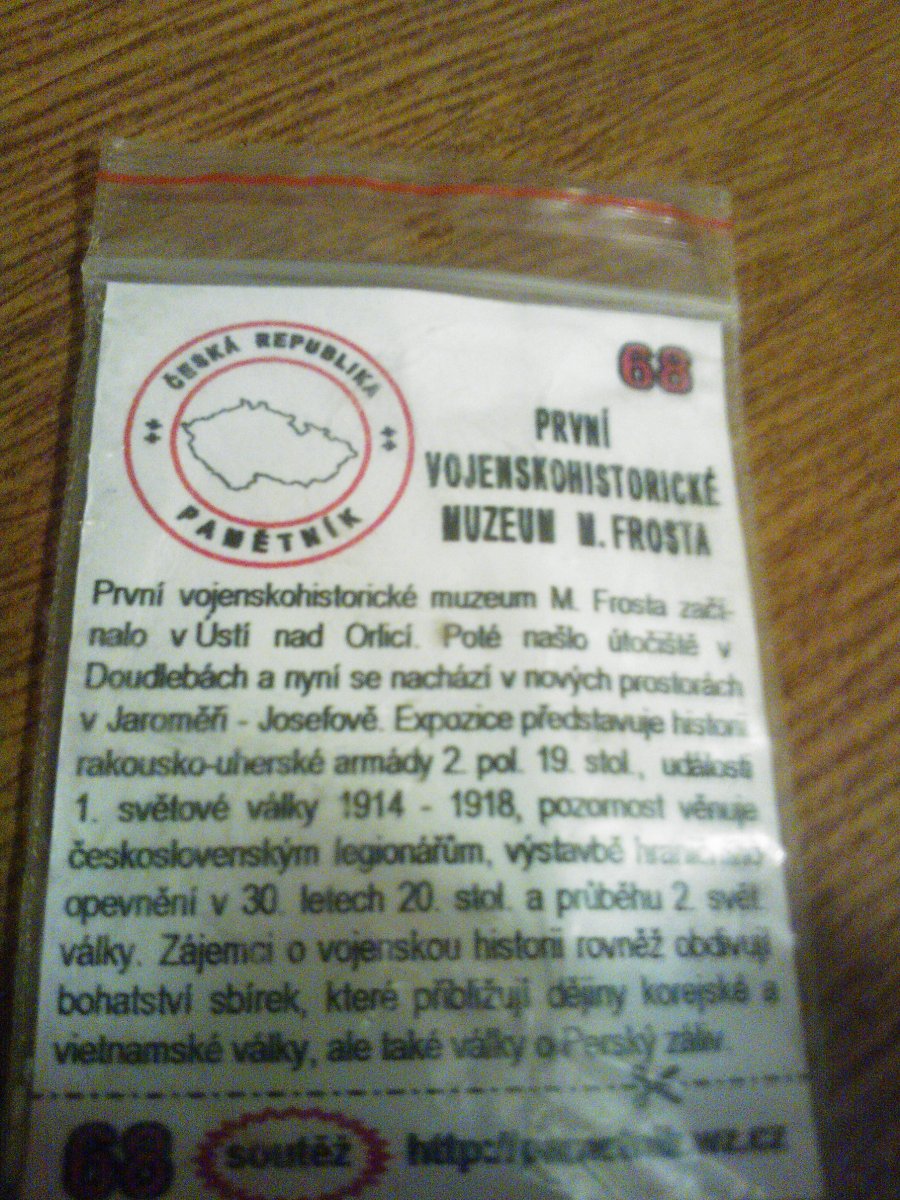 ČESKÁ REPUBLIKA
PAMĚTNÍK
68
PRVNÍ
VOJENSKOHISTORICKÉ
MUZEUM M. FROSTA
První vojenskohistorické muzeum M. Frosta začí-
nalo v Ústí nad Orlicí. Poté našlo útočiště v
Doudlebách a nyní se nachází v nových prostorách
v Jaroměři - Josefově. Expozice představuje historii
rakousko-uherské armády 2. pol. 19. stol., události
1. světové války 1914 - 1918, pozornost věnuje
československým legionářům, výstavbě
opevnění v 30. letech 20. stol. a průběhu 2. svět.
války. Zájemci o vojenskou historii rovněž obdivují
bohatství sbírek, které přibližují dějiny korejské a
vietnamské války, ale také války o Perský záliv.
68
soutěž